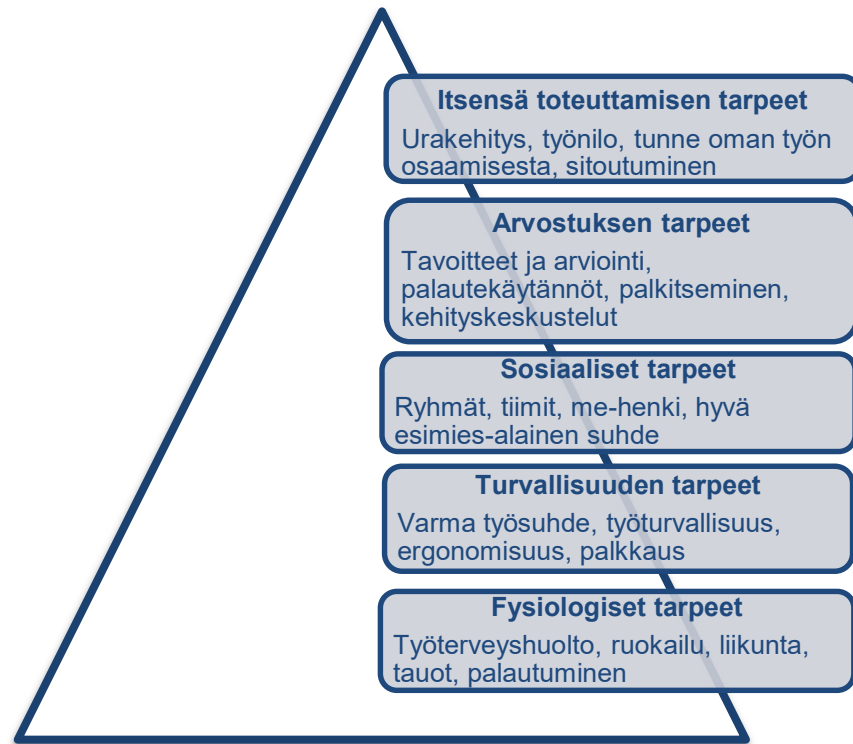 Itsensä toteuttamisen tarpeet
Urakehitys, työnilo, tunne oman työn
osaamisesta, sitoutuminen
Arvostuksen tarpeet
Tavoitteet ja arviointi,
palautekäytännöt, palkitseminen,
kehityskeskustelut
Sosiaaliset tarpeet
Ryhmät, tiimit, me-henki, hyvä
esimies-alainen suhde
Turvallisuuden tarpeet
Varma työsuhde, työturvallisuus,
ergonomisuus, palkkaus
Fysiologiset tarpeet
Työterveyshuolto, ruokailu, liikunta,
tauot, palautuminen